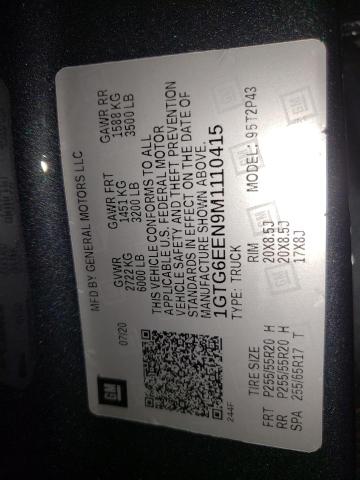 MFD BY GENERAL MOTORS LLC
07/20
GVWR
2722 KG
6000 LB
GAWR FRT
1451 KG
3200 LB
GAWR RR
1588 KG
3500 LB
THIS VEHICLE CONFORMS TO ALL
APPLICABLE U.S. FEDERAL MOTOR
VEHICLE SAFETY AND THEFT PREVENTION
STANDARDS IN EFFECT ON THE DATE OF
MANUFACTURE SHOWN ABOVE.
1GTG6EEN9M1110415
TYPE: TRUCK
MODEL: 95T2P43
GM
244F
TIRE SIZE
RIM
FRT P255/55R20 H 20X8.5J
RR P255/55R20 H 20X8.5J
SPA 255/65R17 T 17X8J